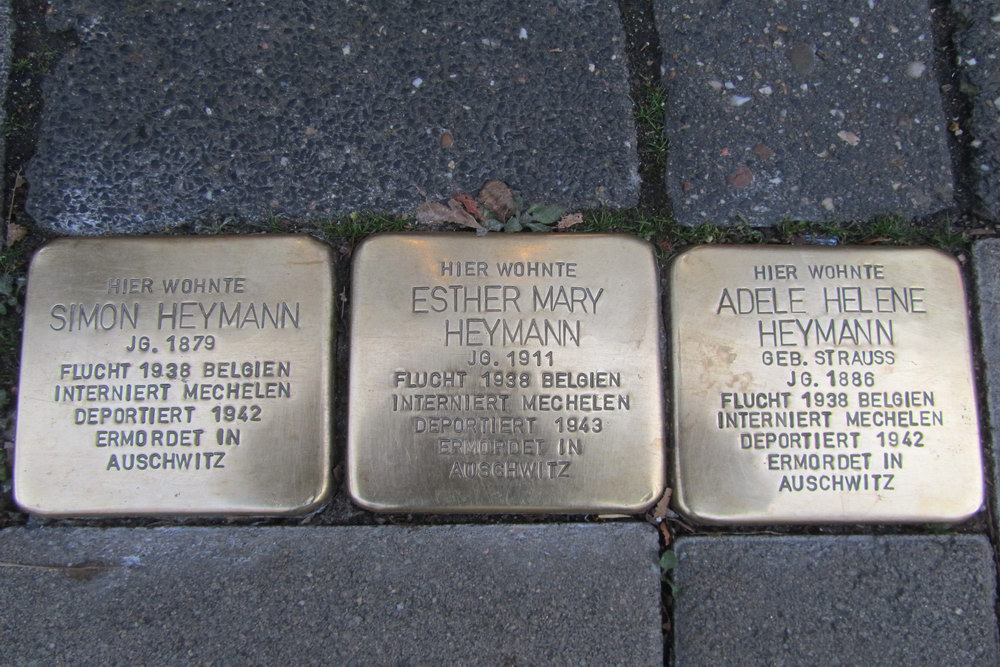 HIER WOHNTE
SIMON HEYMANN
JG. 1879
FLUCHT 1938 BELGIEN
INTERNIERT MECHELEN
DEPORTIERT 1942
ERMORDET IN
AUSCHWITZ
HIER WOHNTE
ESTHER MARY
HEYMANN
JG. 1911
FLUCHT 1938 BELGIEN
INTERNIERT MECHELEN
DEPORTIERT 1943
ERMORDET IN
AUSCHWITZ
HIER WOHNTE
ADELE HELENE
HEYMANN
GEB. STRAUSS
JG. 1886
FLUCHT 1938 BELGIEN
INTERNIERT MECHELEN
DEPORTIERT 1942
ERMORDET IN
AUSCHWITZ